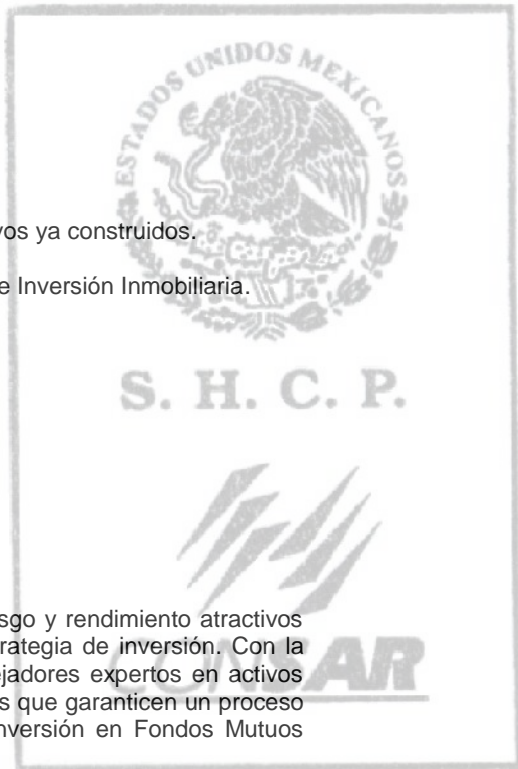 ESTADOS UNIDOS MEXICANOS
vos ya construidos.
e Inversión Inmobiliaria.
S. H. C. P.
sgo y rendimiento atractivos
rategia de inversión. Con la
ejadores expertos en activos
CONSAR
s que garanticen un proceso
nversión en Fondos Mutuos